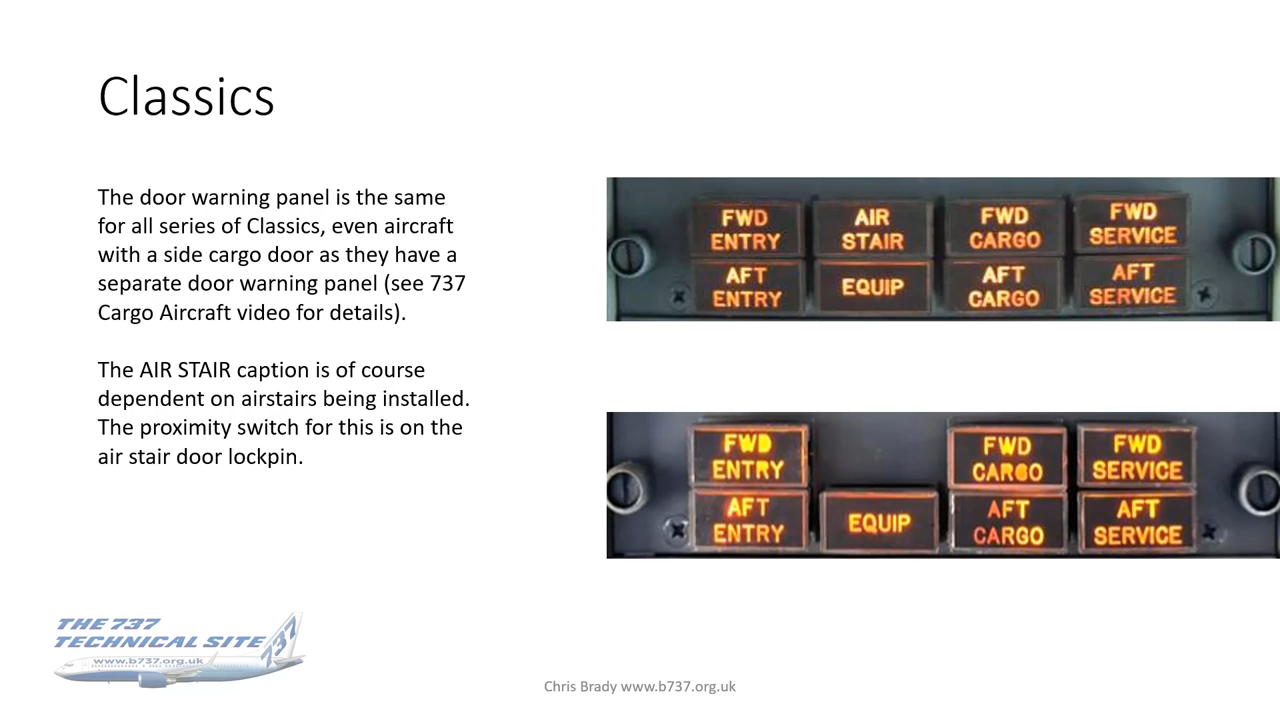 Classics
The door warning panel is the same
for all series of Classics, even aircraft
with a side cargo door as they have a
separate door warning panel (see 737
Cargo Aircraft video for details).
The AIR STAIR caption is of course
dependent on airstairs being installed.
The proximity switch for this is on the
air stair door lockpin.
FWD ENTRY
AIR STAIR
FWD CARGO
FWD SERVICE
AFT ENTRY
EQUIP
AFT CARGO
AFT SERVICE
FWD ENTRY
FWD CARGO
FWD SERVICE
AFT ENTRY
EQUIP
AFT CARGO
AFT SERVICE
THE 737
TECHNICAL SITE
www.b737.org.uk
737
Chris Brady www.b737.org.uk